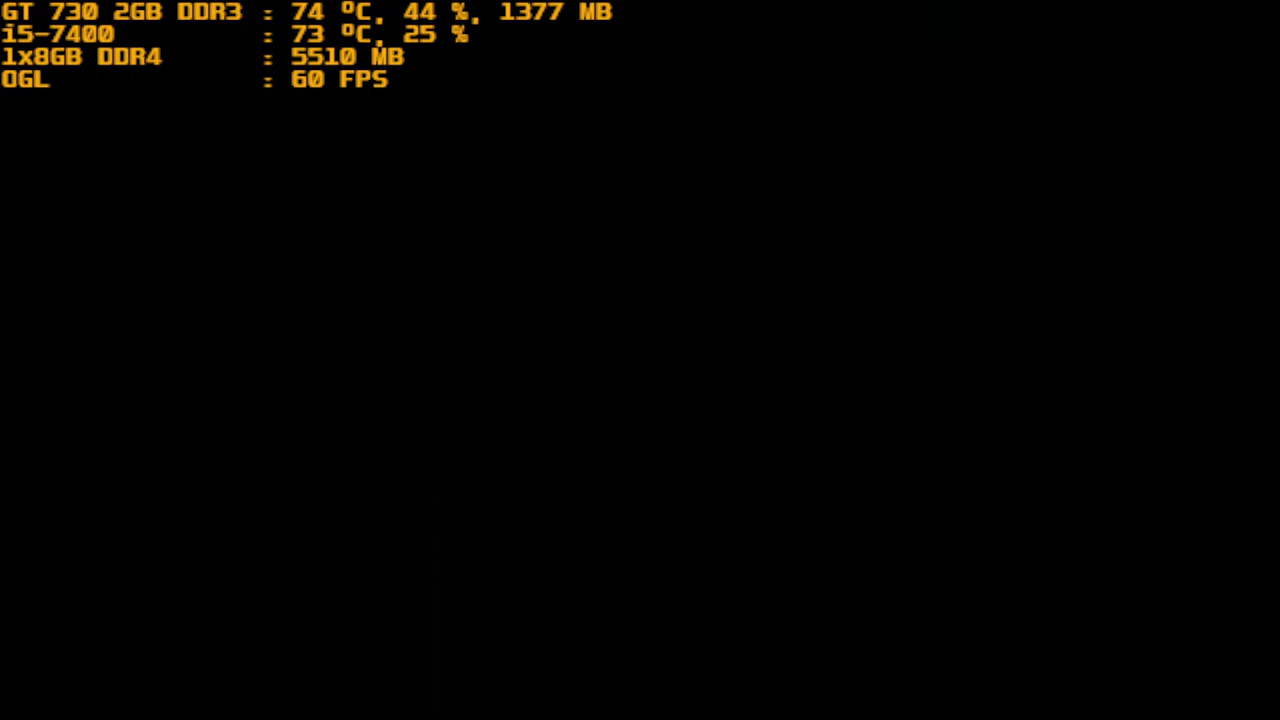 GT 730 2GB DDR3 : 74 ºC, 44 %, 1377 MB
i5-7400 : 73 ºC, 25 %
1x8GB DDR4 : 5510 MB
OGL : 60 FPS